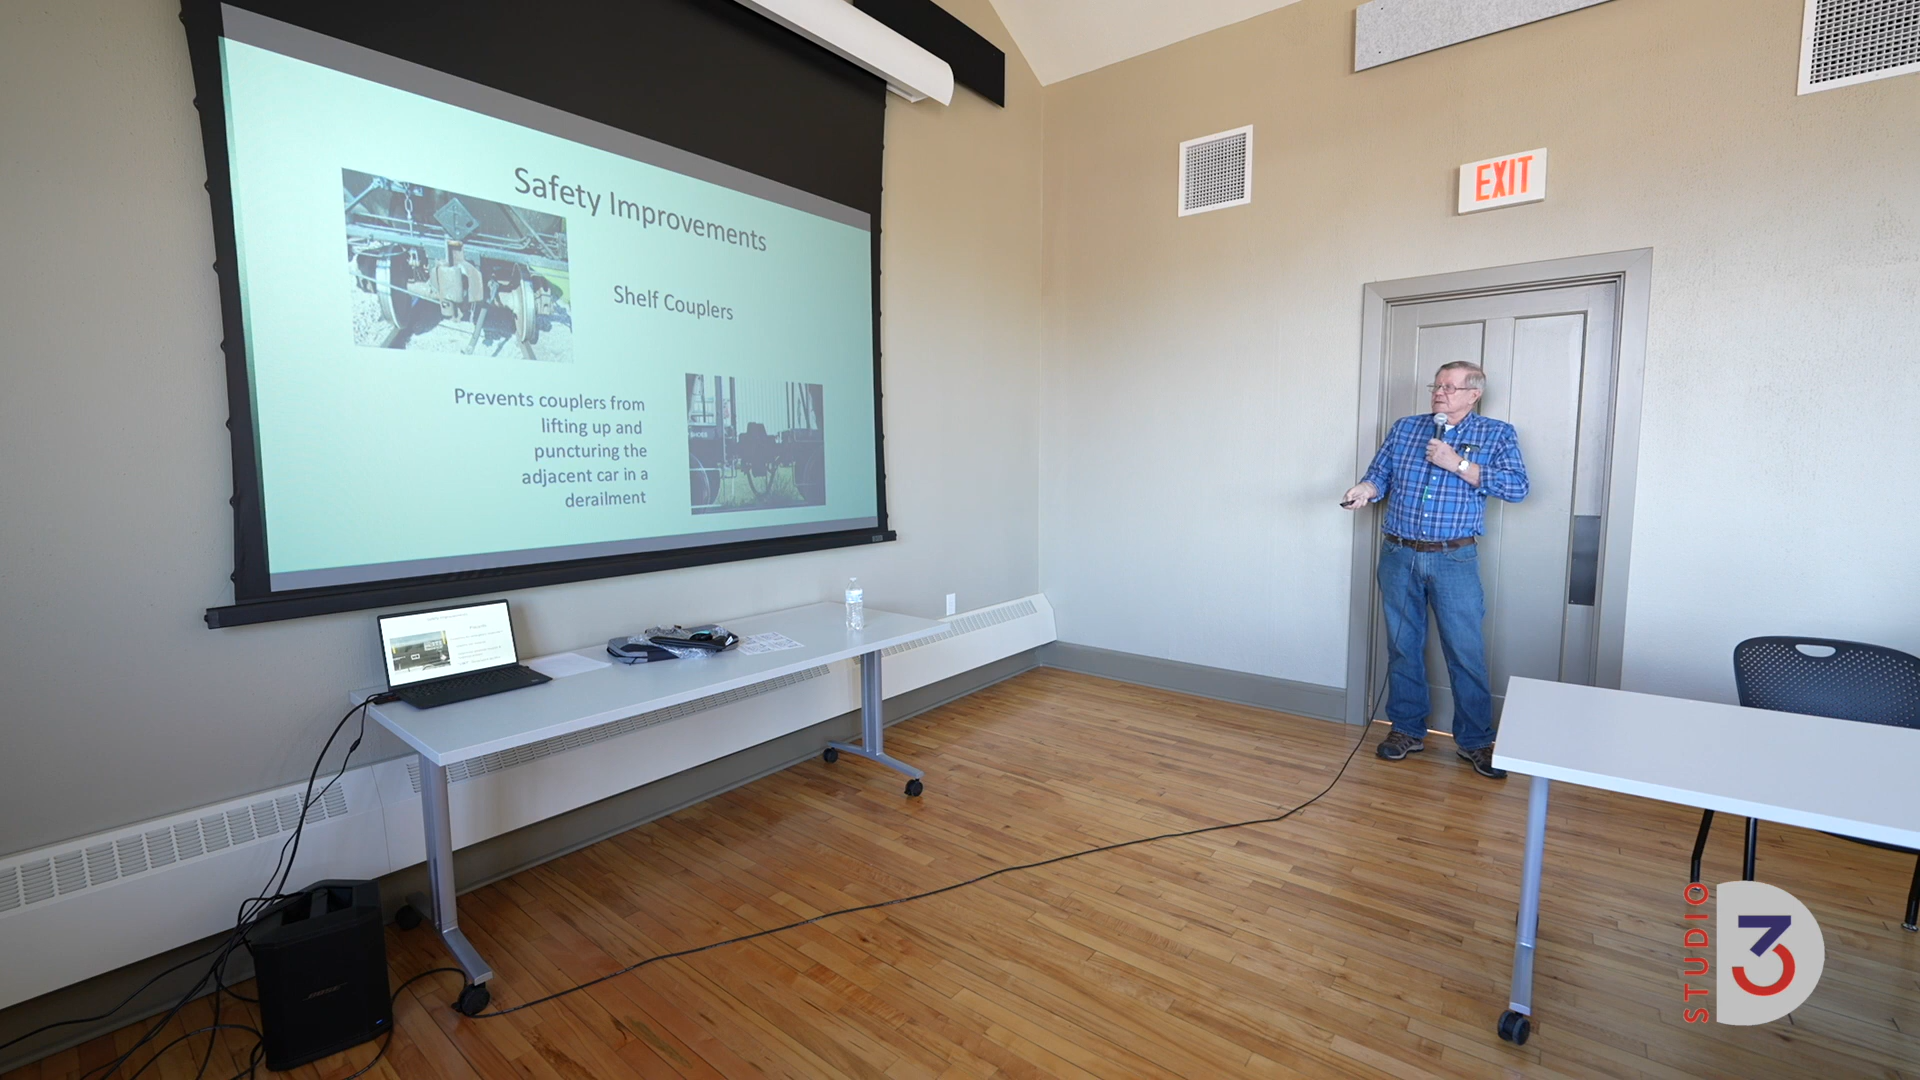 Safety Improvements
Shelf Couplers
Prevents couplers from
lifting up and
puncturing the
adjacent car in a
derailment
EXIT
BOSE
STUDIO
3